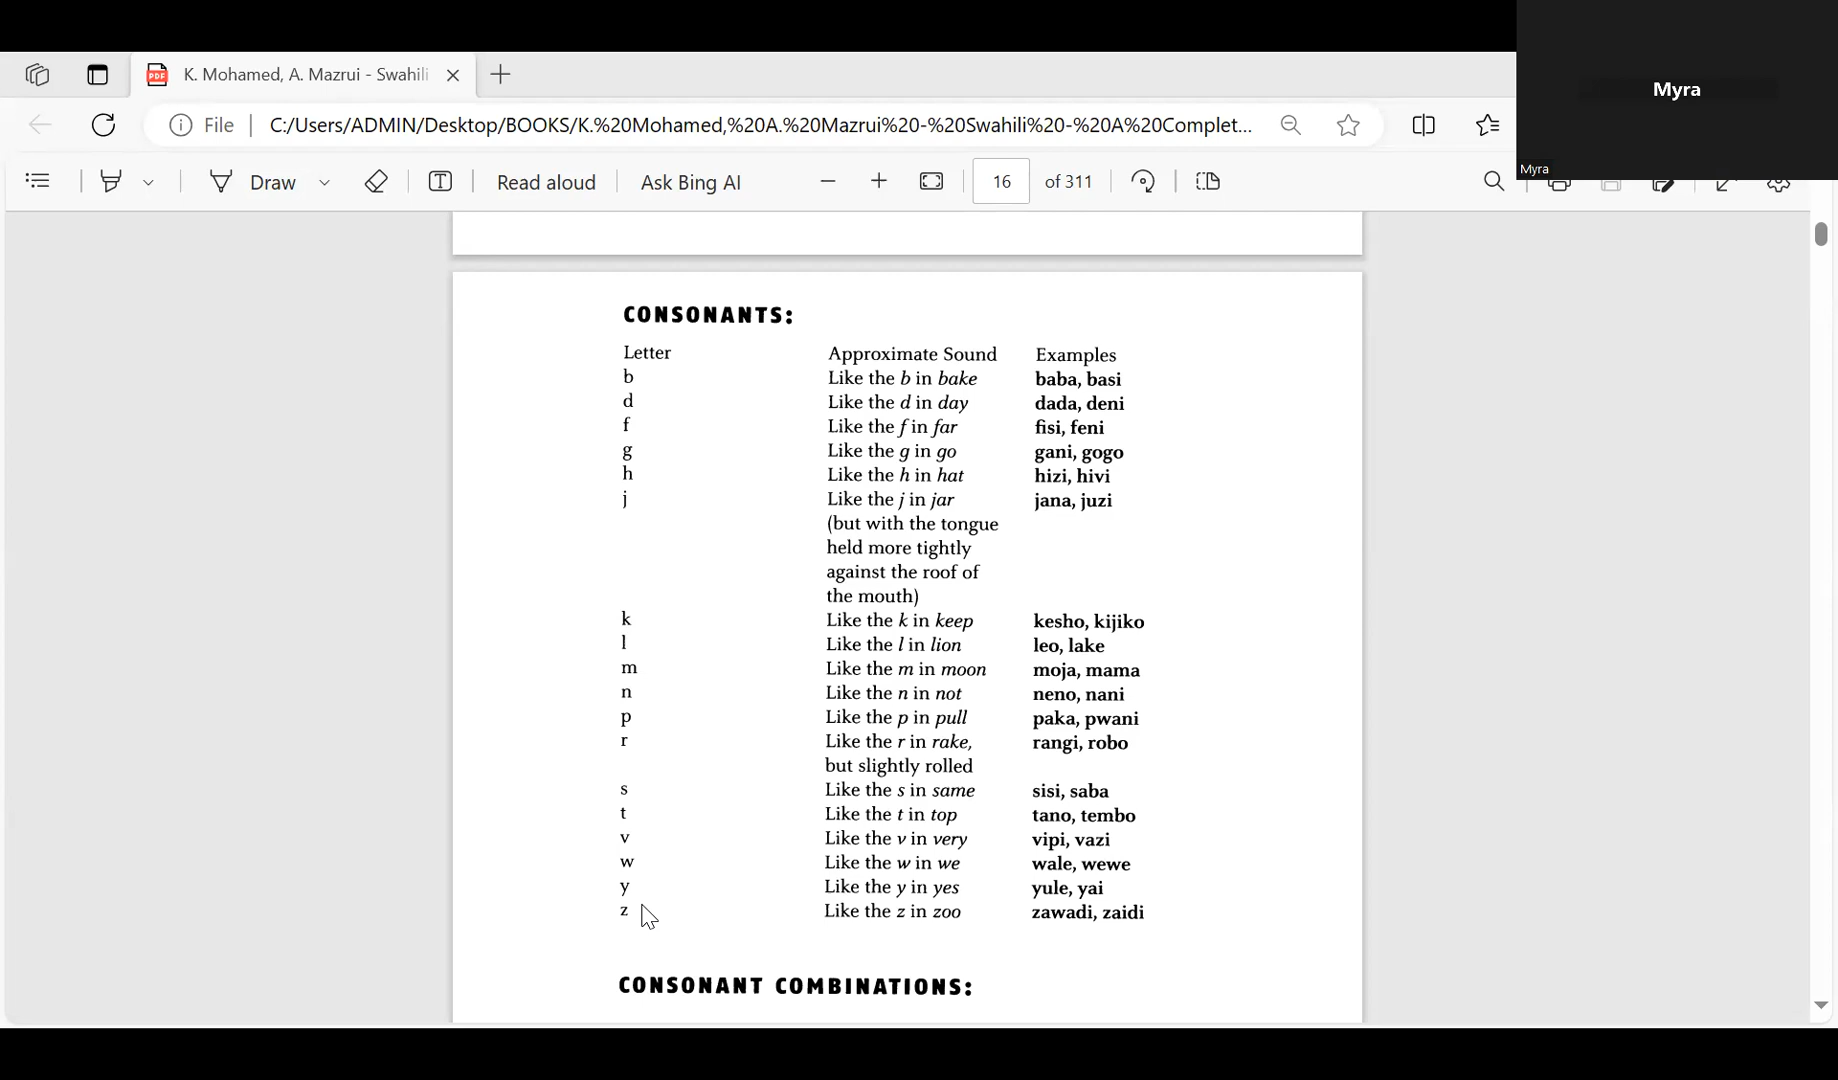 Myra
K. Mohamed, A. Mazrui - Swahili
File C:/Users/ADMIN/Desktop/BOOKS/K.%20Mohamed,%20A.%20Mazrui%20-%20Swahili%20-%20A%20Complet...
Myra
Draw Read aloud Ask Bing AI 16 of 311
CONSONANTS:
Letter Approximate Sound Examples
b Like the b in bake baba, basi
d Like the d in day dada, deni
f Like the f in far fisi, feni
g Like the g in go gani, gogo
h Like the h in hat hizi, hivi
j Like the j in jar jana, juzi
(but with the tongue
held more tightly
against the roof of
the mouth)
k Like the k in keep kesho, kijiko
l Like the l in lion leo, lake
m Like the m in moon moja, mama
n Like the n in not neno, nani
p Like the p in pull paka, pwani
r Like the r in rake, rangi, robo
but slightly rolled
s Like the s in same sisi, saba
t Like the t in top tano, tembo
v Like the v in very vipi, vazi
w Like the w in we wale, wewe
y Like the y in yes yule, yai
z Like the z in zoo zawadi, zaidi
CONSONANT COMBINATIONS: